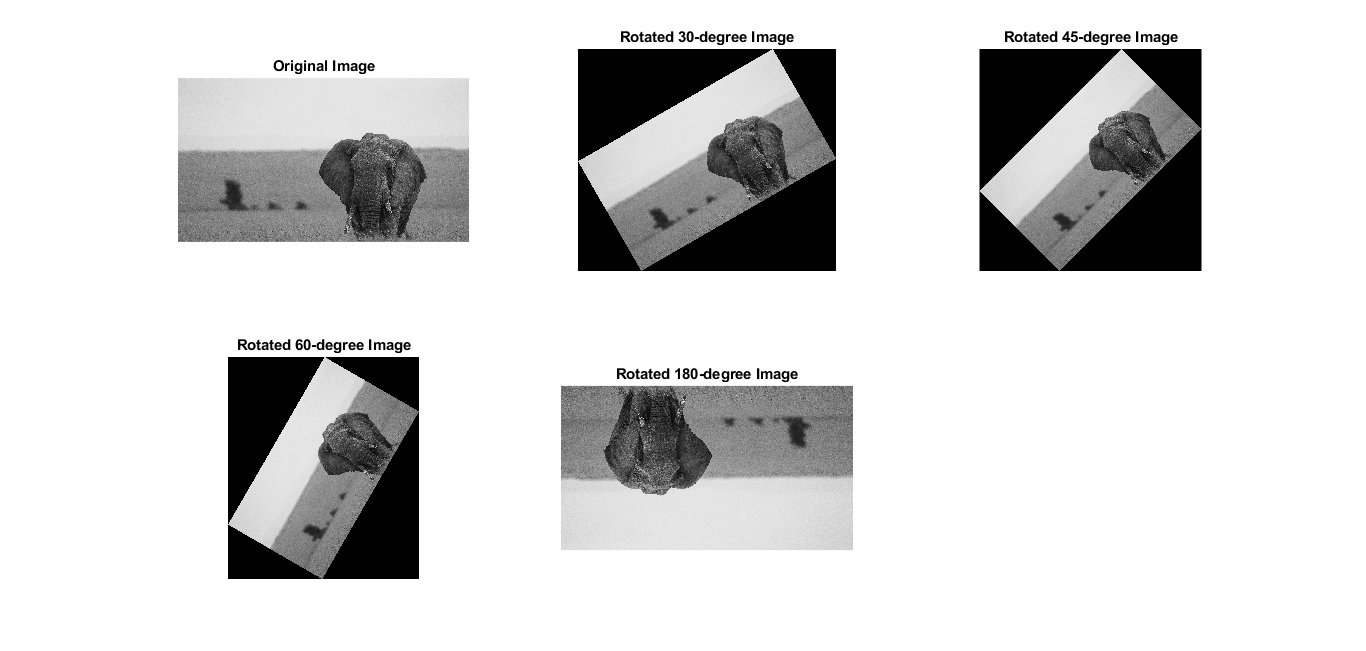 Original Image
Rotated 30-degree Image
Rotated 45-degree Image
Rotated 60-degree Image
Rotated 180-degree Image